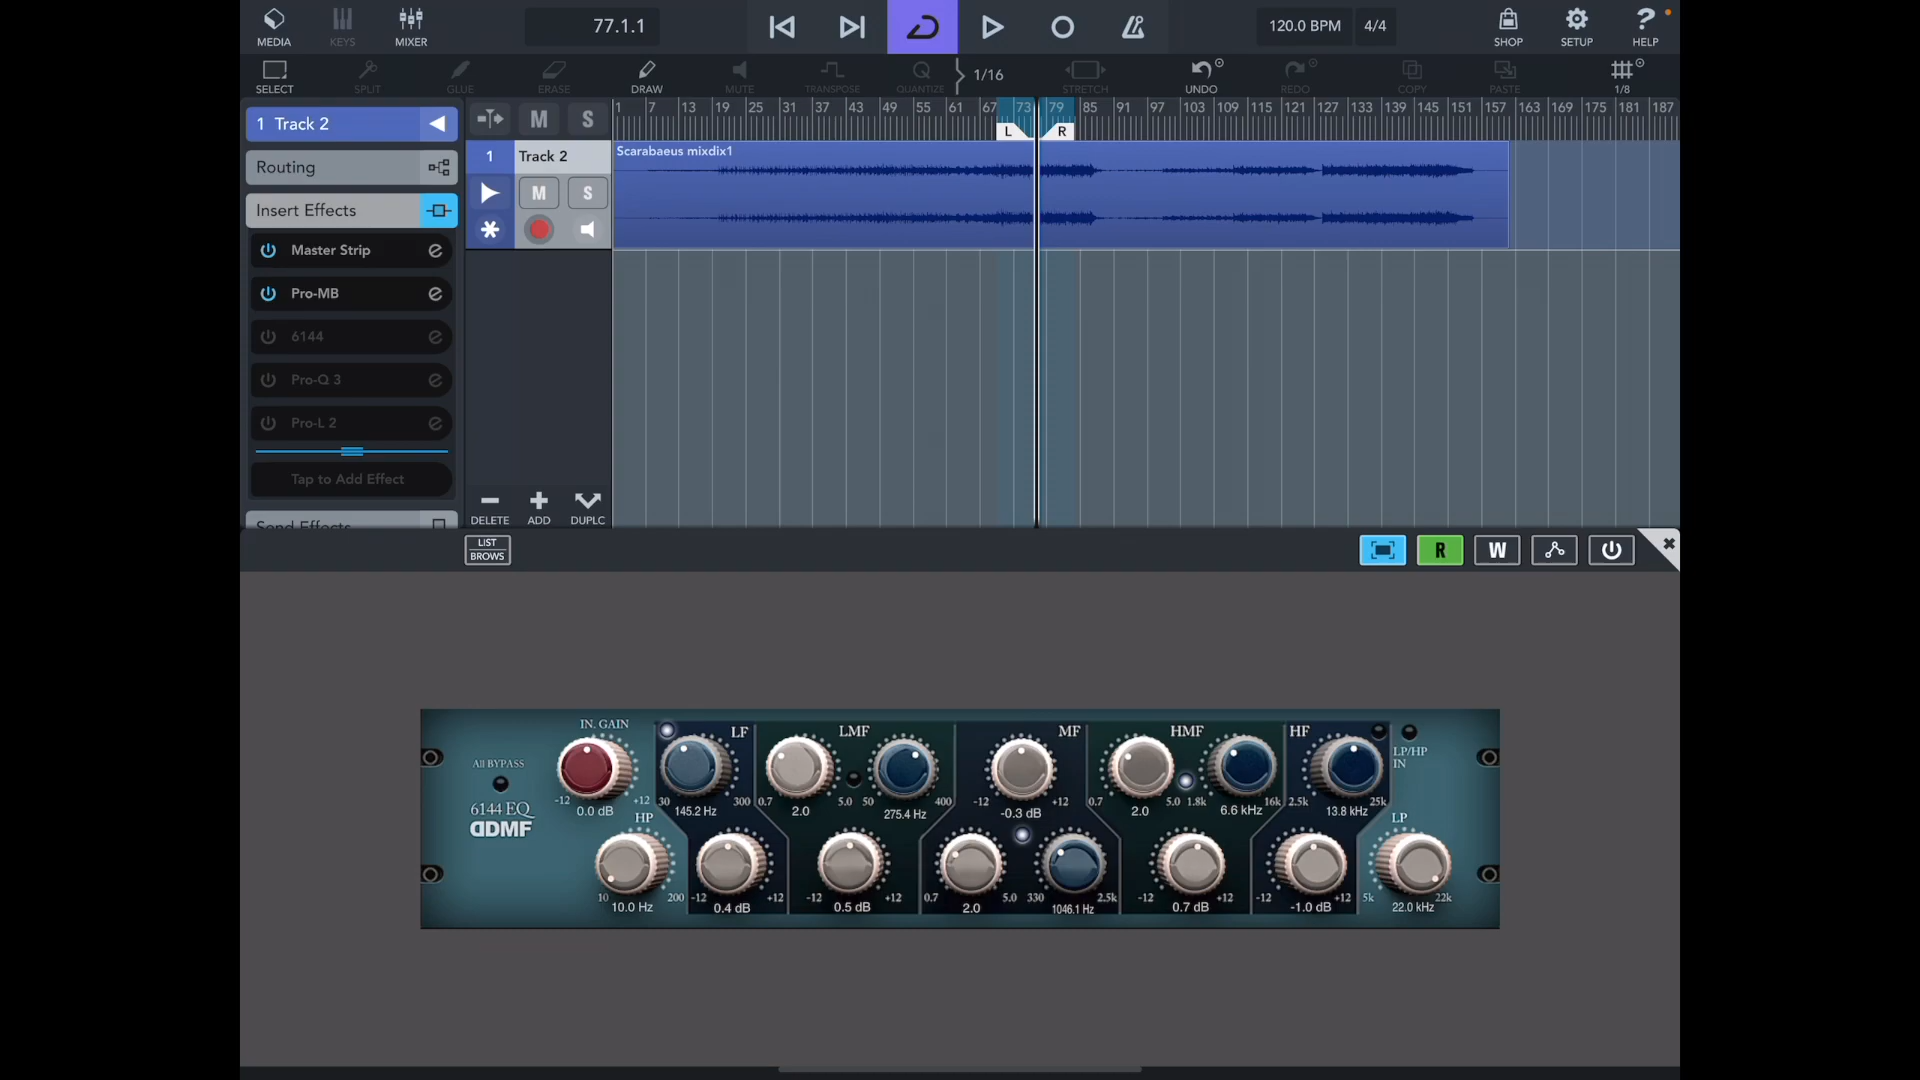 MEDIA
KEYS
MIXER
77.1.1
120.0 BPM
4/4
SHOP
SETUP
? HELP
SELECT
SPLIT
GLUE
ERASE
DRAW
MUTE
TRANSPOSE
QUANTIZE
1/16
STRETCH
UNDO
REDO
COPY
PASTE
1/8
1 Track 2
M S
1 7 13 19 25 31 37 43 49 55 61 67 73 79 85 91 97 103 109 115 121 127 133 139 145 151 157 163 169 175 181 187
L R
Routing
1 Track 2
Scarabaeus mixdix1
M S
Insert Effects
Master Strip e
Pro-MB e
6144 e
Pro-Q 3 e
Pro-L 2 e
Tap to Add Effect
Send Effects
DELETE
ADD
DUPLC
LIST
BROWS
R
W
IN. GAIN
LF
LMF
MF
HMF
HF
All BYPASS
LP/HP
IN
-12 +12
0.0 dB
30 300
145.2 Hz
0.7 5.0
2.0
50 400
275.4 Hz
-12 +12
-0.3 dB
0.7 5.0
2.0
1.8k 16k
6.6 kHz
2.5k 25k
13.8 kHz
6144 EQ
DDMF
HP
LP
10 200
10.0 Hz
-12 +12
0.4 dB
-12 +12
0.5 dB
0.7 5.0
2.0
330 2.5k
1046.1 Hz
-12 +12
0.7 dB
-12 +12
-1.0 dB
5k 22k
22.0 kHz